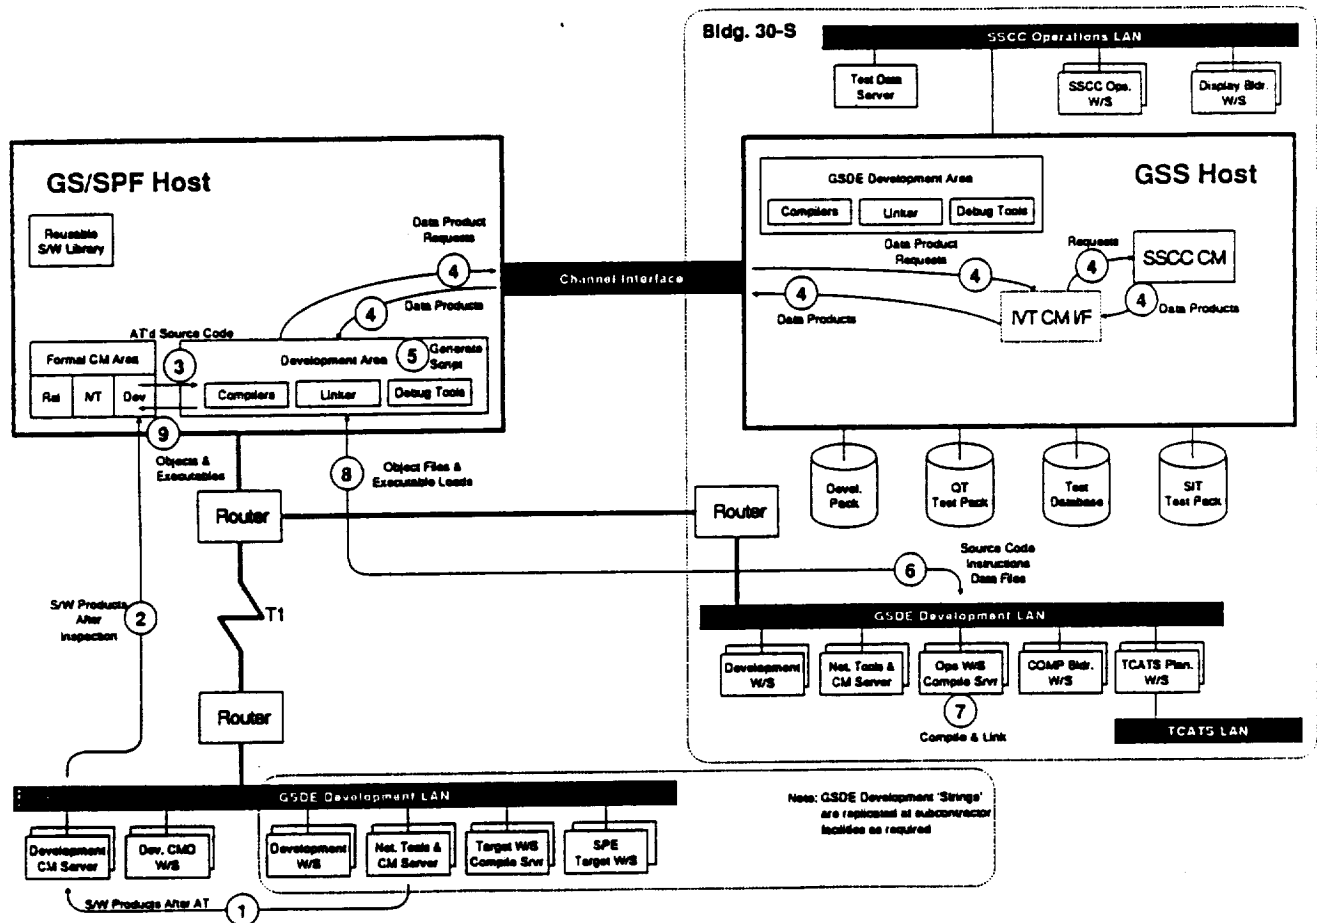 Bldg. 30-S
SSCC Operations LAN
Test Data
Server
SSCC Ops.
W/S
Display Bldr.
W/S
GS/SPF Host
Reusable
S/W Library
Data Product
Requests
4
4
Data Products
AT'd Source Code
3
Formal CM Area
Rel
IVT
Dev
Development Area
5
Generate
Script
Compilers
Linker
Debug Tools
Channel Interface
GSS Host
GSDE Development Area
Compilers
Linker
Debug Tools
Data Product
Requests
4
4
Data Products
Requests
4
SSCC CM
4
Data Products
IVT CM I/F
9
Objects &
Executables
8
Object Files &
Executable Loads
Devel.
Pack
QT
Test Pack
Test
Database
SIT
Test Pack
Router
Router
6
Source Code
Instructions
Data Files
S/W Products
After
Inspection
2
T1
Router
GSDE Development LAN
Development
W/S
Net. Tools &
CM Server
Ops W/S
Compile Srvr
COMP Bldr.
W/S
TCATS Plan.
W/S
7
Compile & Link
TCATS LAN
GSDE Development LAN
Note: GSDE Development 'Strings'
are replicated at subcontractor
facilities as required
Development
CM Server
Dev. CMO
W/S
Development
W/S
Net. Tools &
CM Server
Target W/S
Compile Srvr
SPE
Target W/S
S/W Products After AT
1